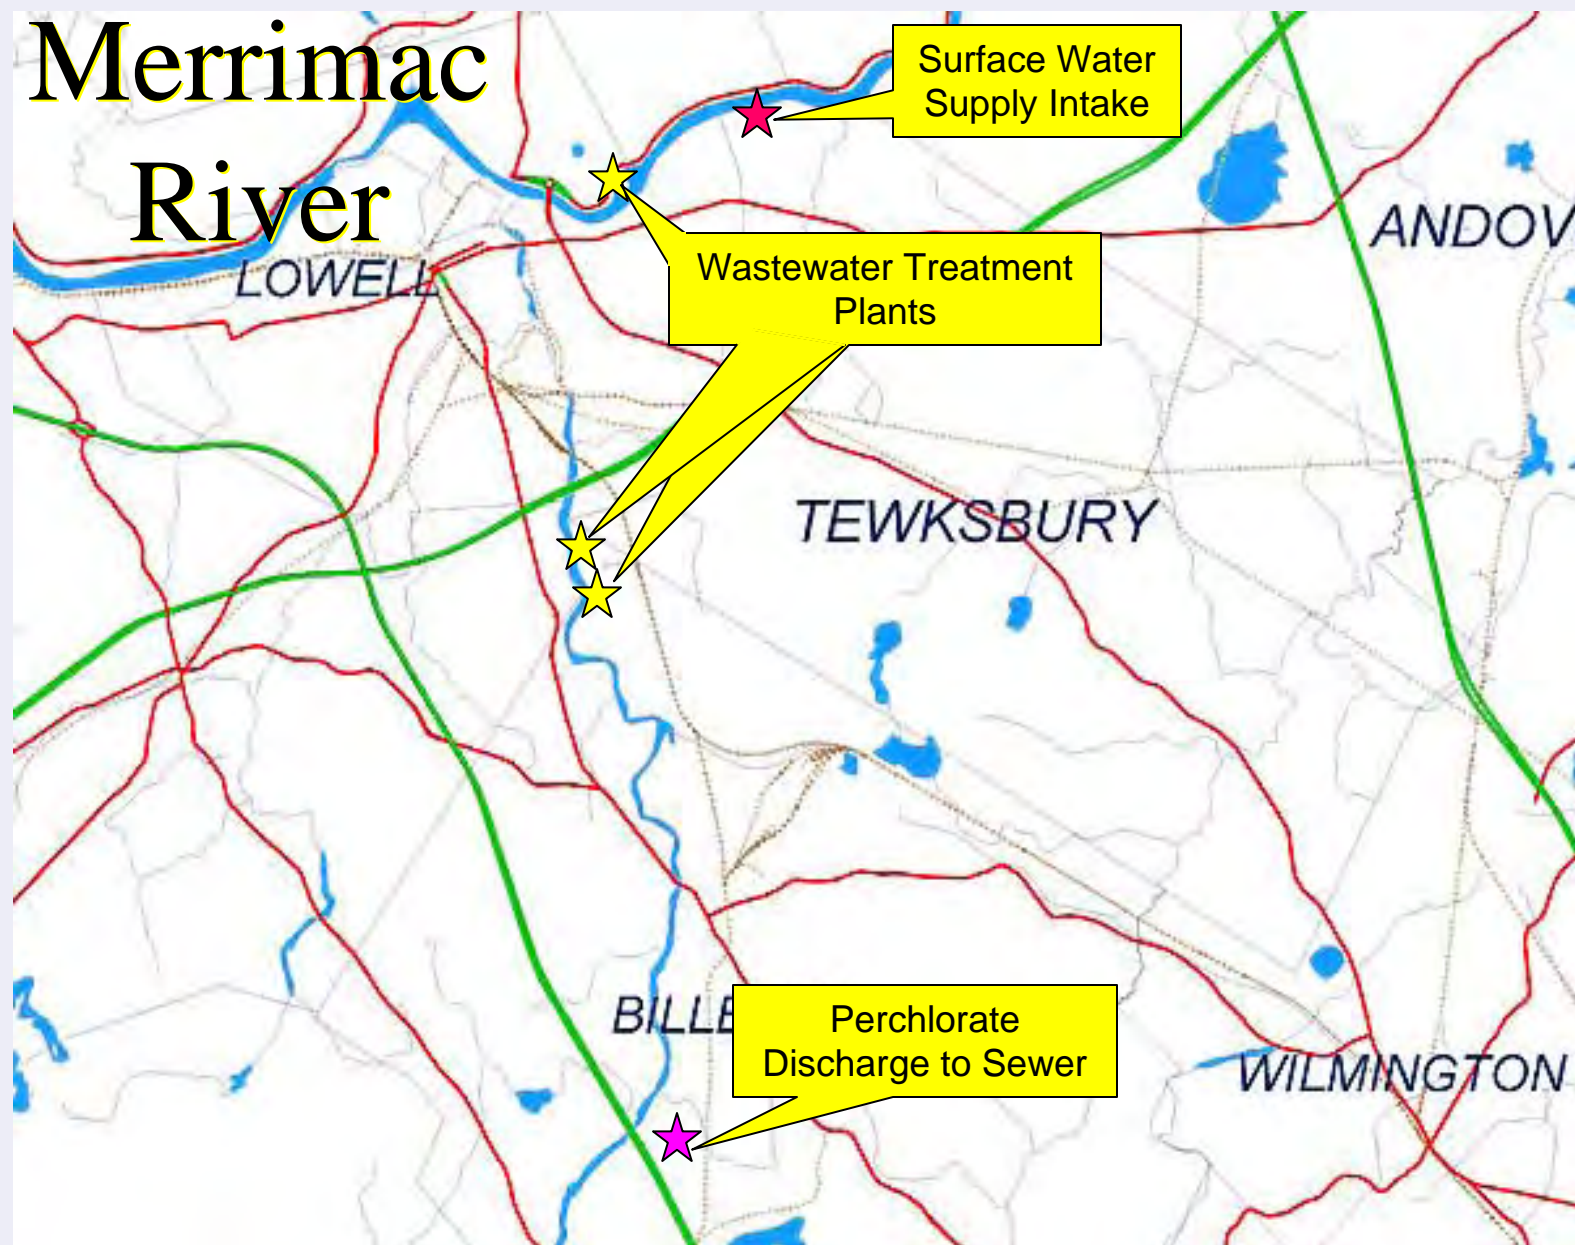 Merrimac
River
Surface Water
Supply Intake
ANDOV
LOWELL
Wastewater Treatment
Plants
TEWKSBURY
BILLE
Perchlorate
Discharge to Sewer
WILMINGTON